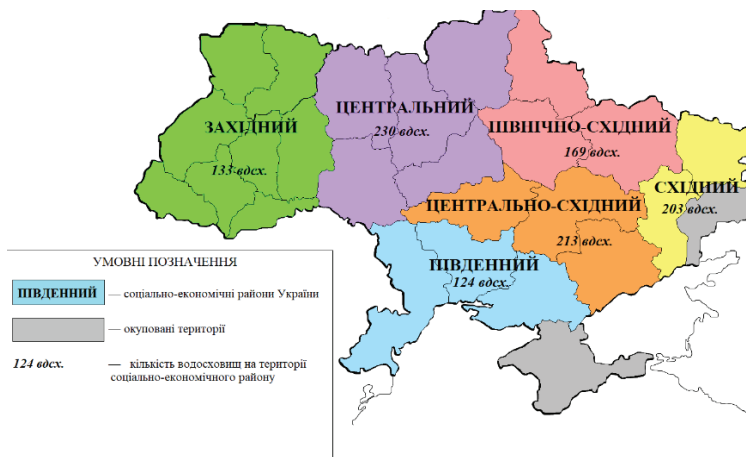 ЗАХІДНИЙ
133 вдсх.
ЦЕНТРАЛЬНИЙ
230 вдсх.
ПІВНІЧНО-СХІДНИЙ
169 вдсх.
СХІДНИЙ
203 вдсх.
ЦЕНТРАЛЬНО-СХІДНИЙ
213 вдсх.
ПІВДЕННИЙ
124 вдсх.
УМОВНІ ПОЗНАЧЕННЯ
ПІВДЕННИЙ — соціально-економічні райони України
— окуповані території
124 вдсх. — кількість водосховищ на території
соціально-економічного району